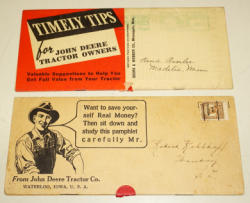 TIMELY TIPS
for JOHN DEERE
TRACTOR OWNERS
Valuable Suggestions to Help You
Get Full Value from Your Tractor
Madelia, Minn
Want to save your-
self Real Money?
Then sit down and
study this pamphlet
carefully Mr.
From John Deere Tractor Co.
WATERLOO, IOWA, U. S. A.